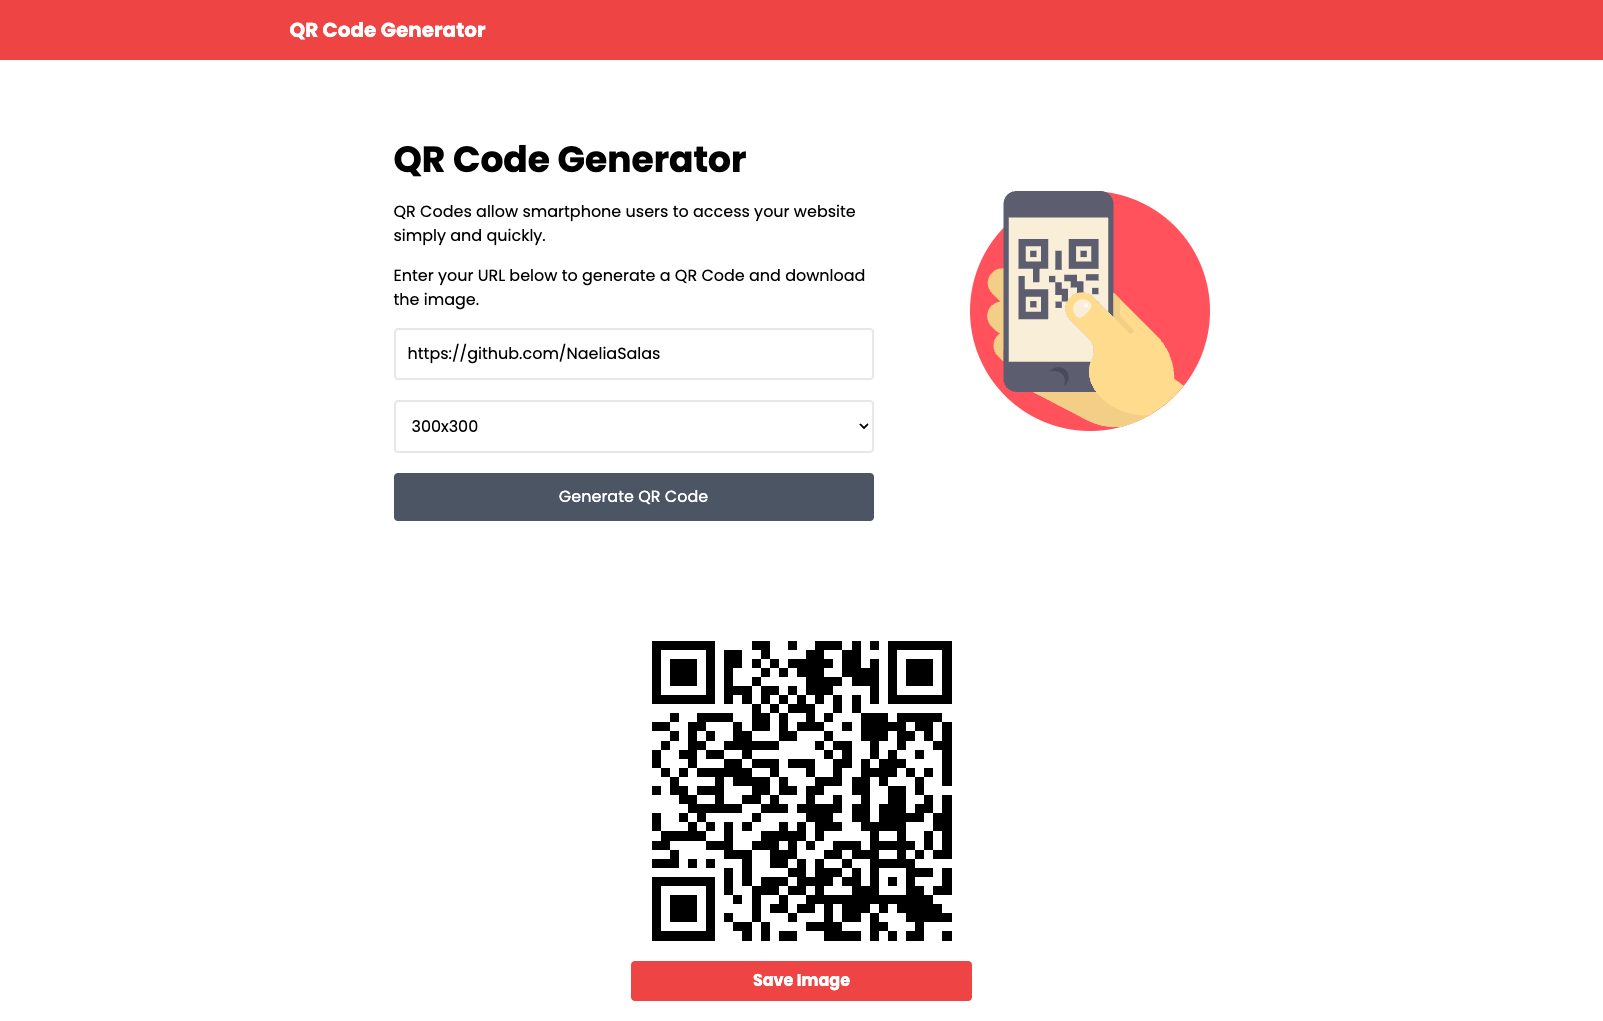 QR Code Generator
QR Code Generator
QR Codes allow smartphone users to access your website
simply and quickly.
Enter your URL below to generate a QR Code and download
the image.
https://github.com/NaeliaSalas
300x300
Generate QR Code
Save Image